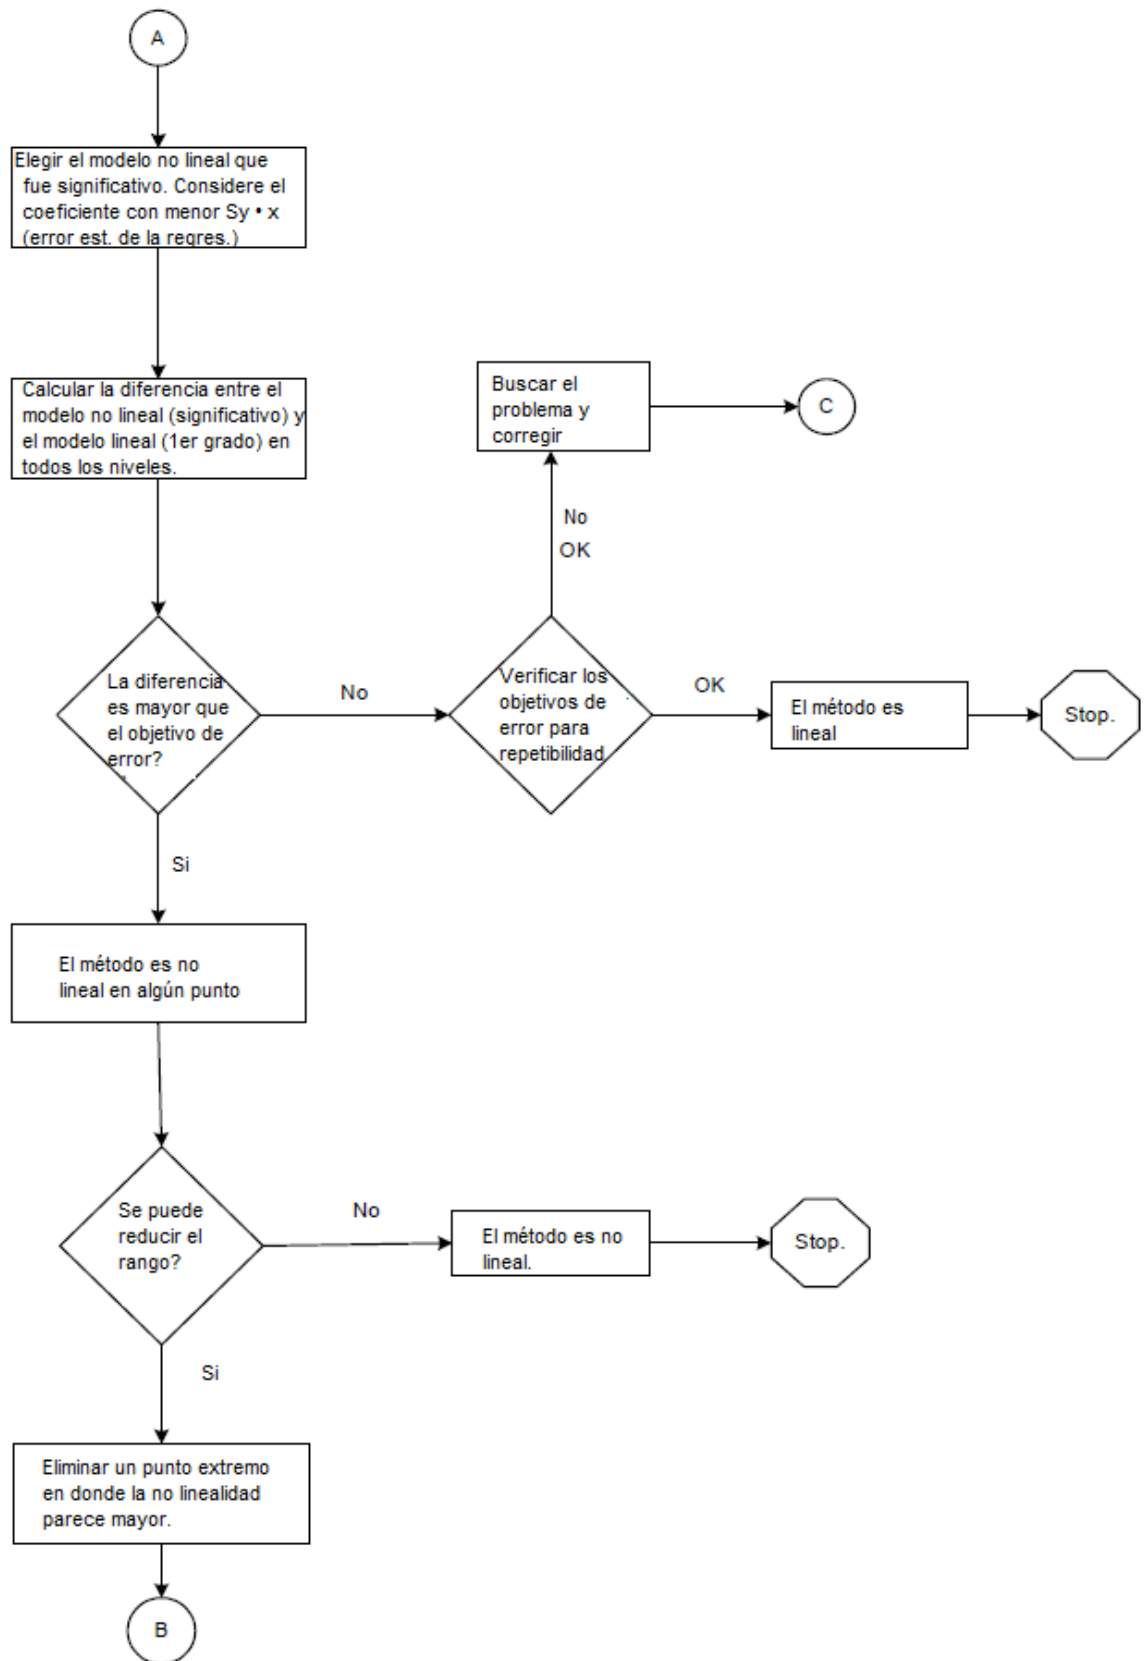 A
Elegir el modelo no lineal que
fue significativo. Considere el
coeficiente con menor Sy • x
(error est. de la regres.)
Calcular la diferencia entre el
modelo no lineal (significativo) y
el modelo lineal (1er grado) en
todos los niveles.
Buscar el
problema y
corregir
C
No
OK
La diferencia
es mayor que
el objetivo de
error?
No
Verificar los
objetivos de
error para
repetibilidad
OK
El método es
lineal
Stop.
Si
El método es no
lineal en algún punto
Se puede
reducir el
rango?
No
El método es no
lineal.
Stop.
Si
Eliminar un punto extremo
en donde la no linealidad
parece mayor.
B